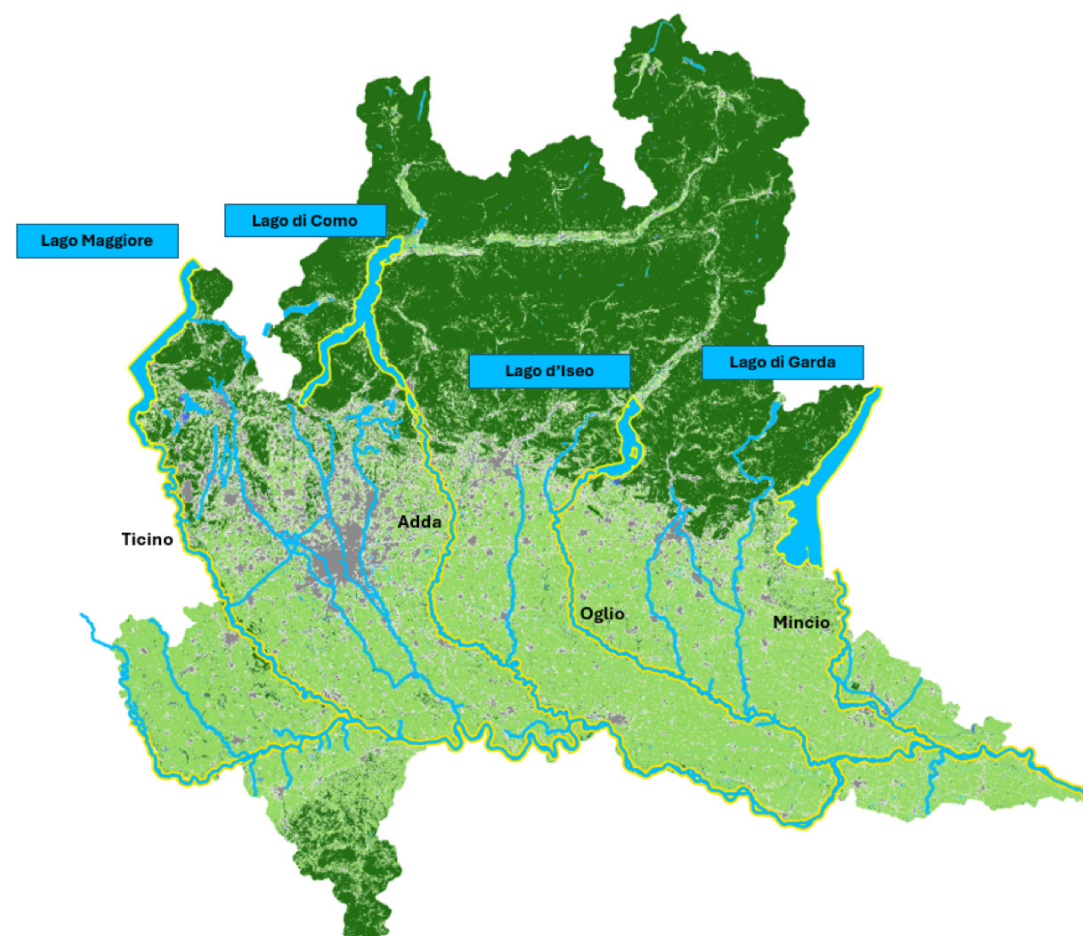 Lago di Como
Lago Maggiore
Lago d'Iseo
Lago di Garda
Adda
Ticino
Oglio
Mincio